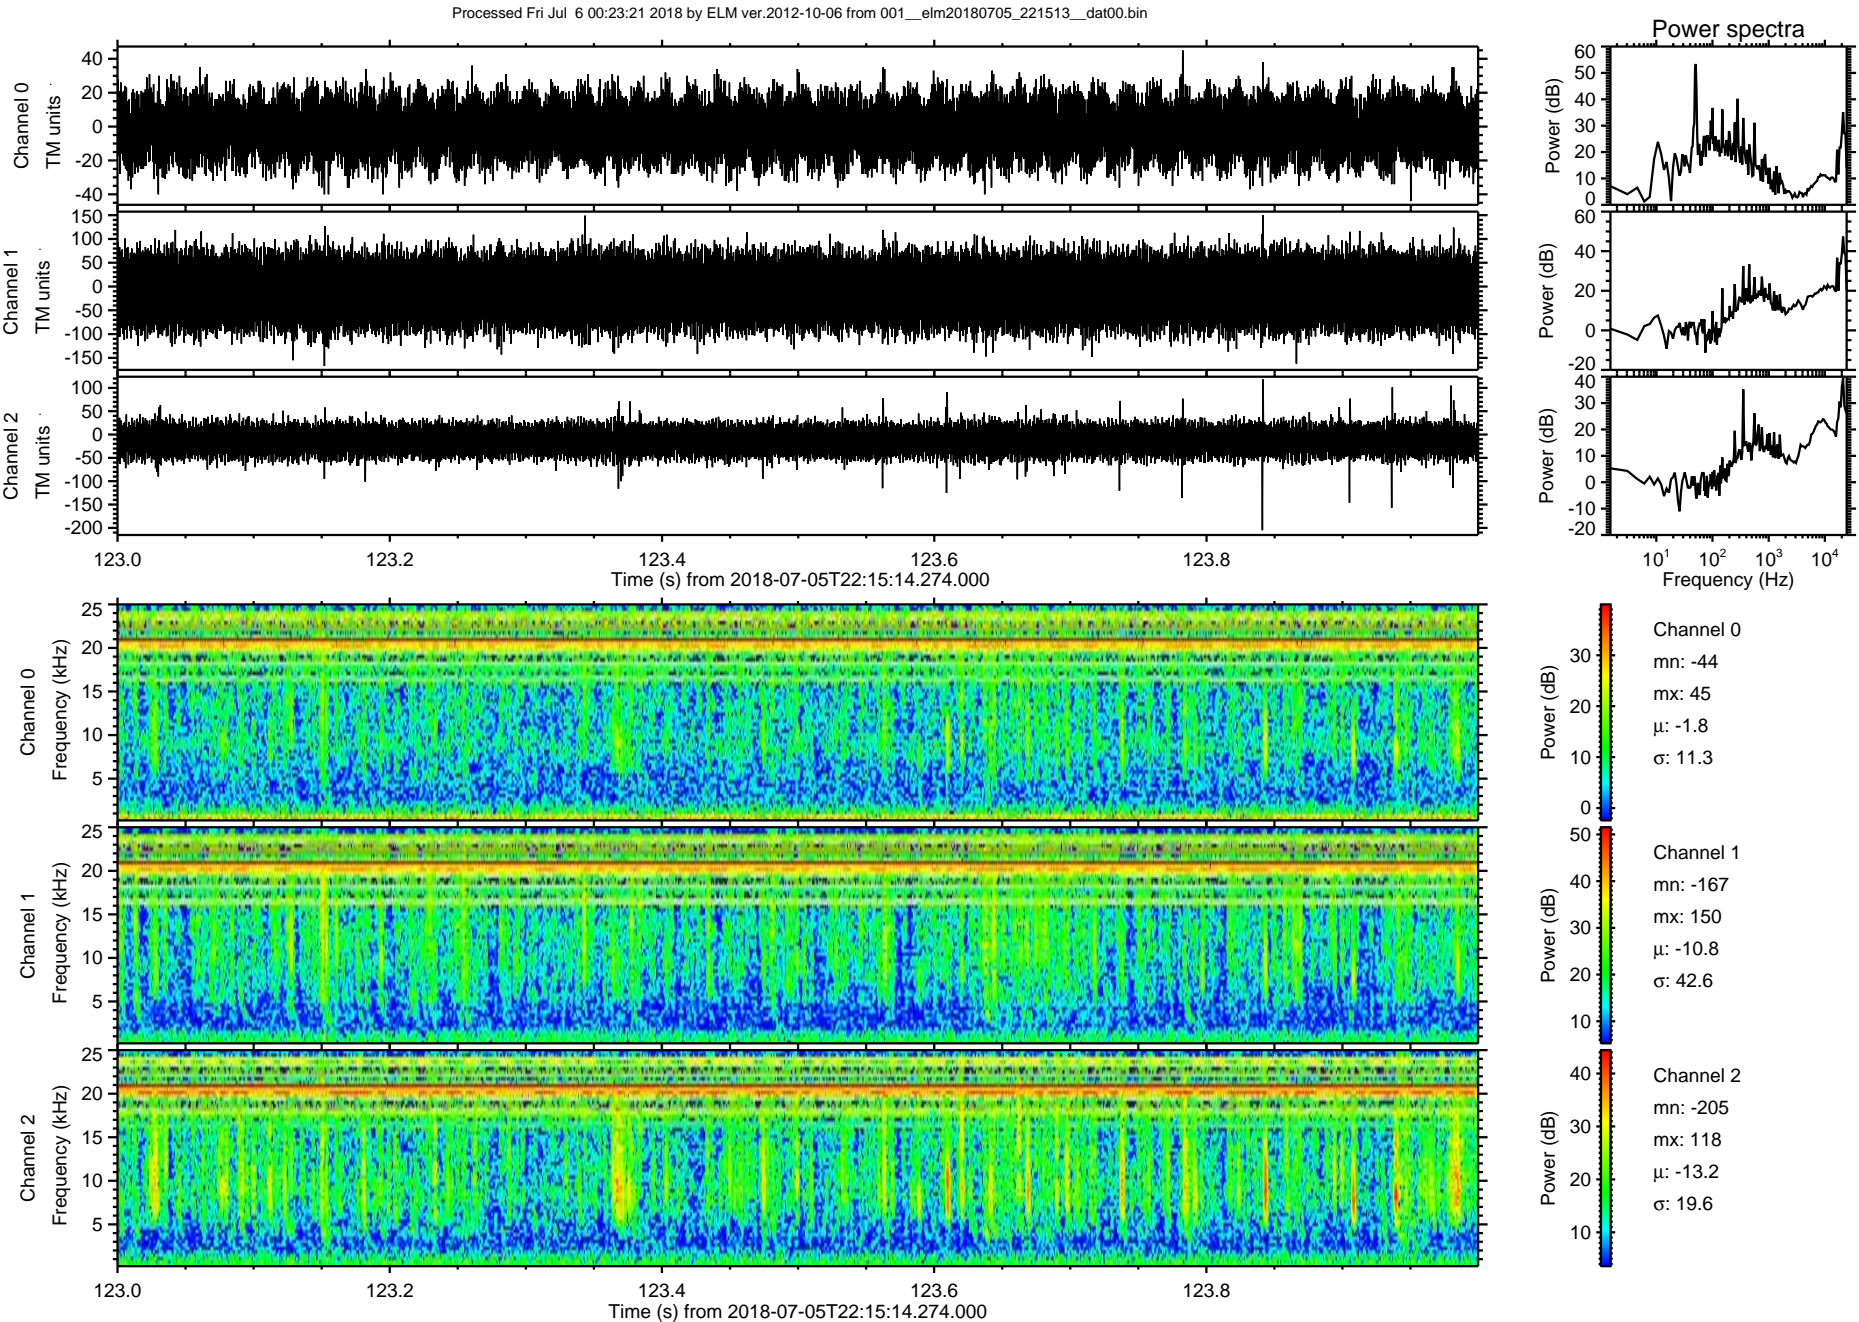 Processed Fri Jul  6 00:23:21 2018 by ELM ver.2012-10-06 from 001__elm20180705_221513__dat00.bin
Power spectra
Channel 0
TM units
40
20
0
-20
-40
Power (dB)
60
50
40
30
20
10
0
Channel 1
TM units
150
100
50
0
-50
-100
-150
Power (dB)
60
40
20
0
-20
Channel 2
TM units
100
50
0
-50
-100
-150
-200
Power (dB)
40
30
20
10
0
-10
-20
123.0 123.2 123.4 123.6 123.8
Time (s) from 2018-07-05T22:15:14.274.000
10¹ 10² 10³ 10⁴
Frequency (Hz)
Channel 0
Frequency (kHz)
25
20
15
10
5
Power (dB)
30
20
10
0
Channel 0
mn: -44
mx: 45
μ: -1.8
σ: 11.3
Channel 1
Frequency (kHz)
25
20
15
10
5
Power (dB)
50
40
30
20
10
Channel 1
mn: -167
mx: 150
μ: -10.8
σ: 42.6
Channel 2
Frequency (kHz)
25
20
15
10
5
Power (dB)
40
30
20
10
Channel 2
mn: -205
mx: 118
μ: -13.2
σ: 19.6
123.0 123.2 123.4 123.6 123.8
Time (s) from 2018-07-05T22:15:14.274.000